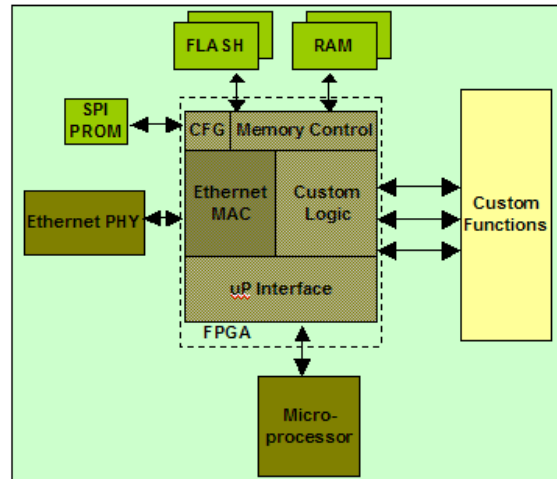 FLASH
RAM
SPI
PROM
CFG
Memory Control
Ethernet
MAC
Custom
Logic
Ethernet PHY
Custom
Functions
uP Interface
FPGA
Micro-
processor